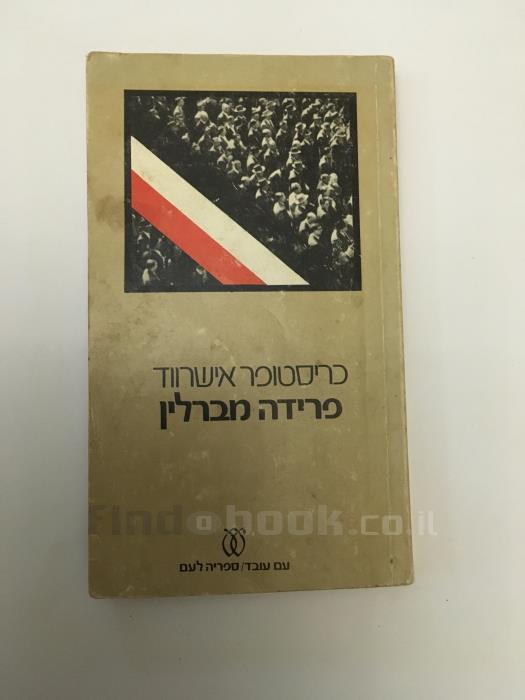 כריסטופר אישרווד
פרידה מברלין
findabook.co.il
עם עובד/ספריה לעם